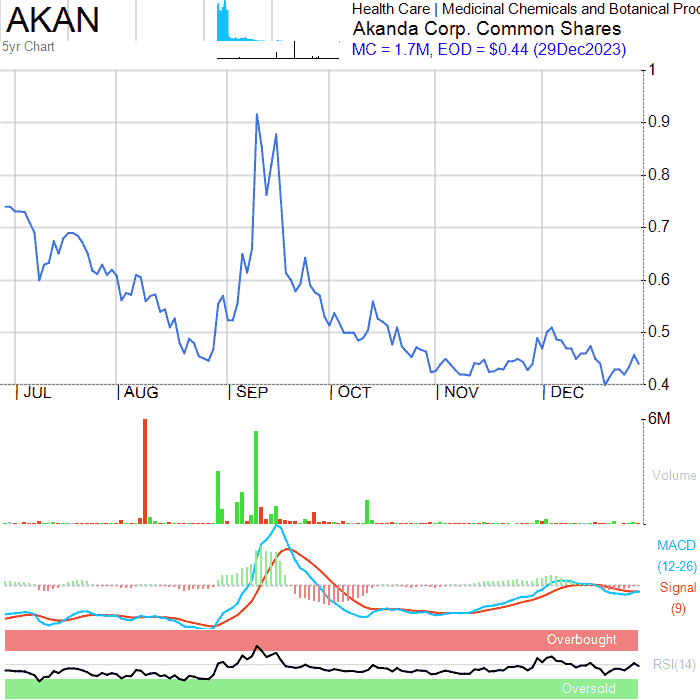 AKAN
5yr Chart
Health Care | Medicinal Chemicals and Botanical Proc
Akanda Corp. Common Shares
MC = 1.7M, EOD = $0.44 (29Dec2023)
1
0.9
0.8
0.7
0.6
0.5
0.4
JUL AUG SEP OCT NOV DEC
6M
Volume
MACD
(12-26)
Signal
(9)
Overbought
RSI(14)
Oversold